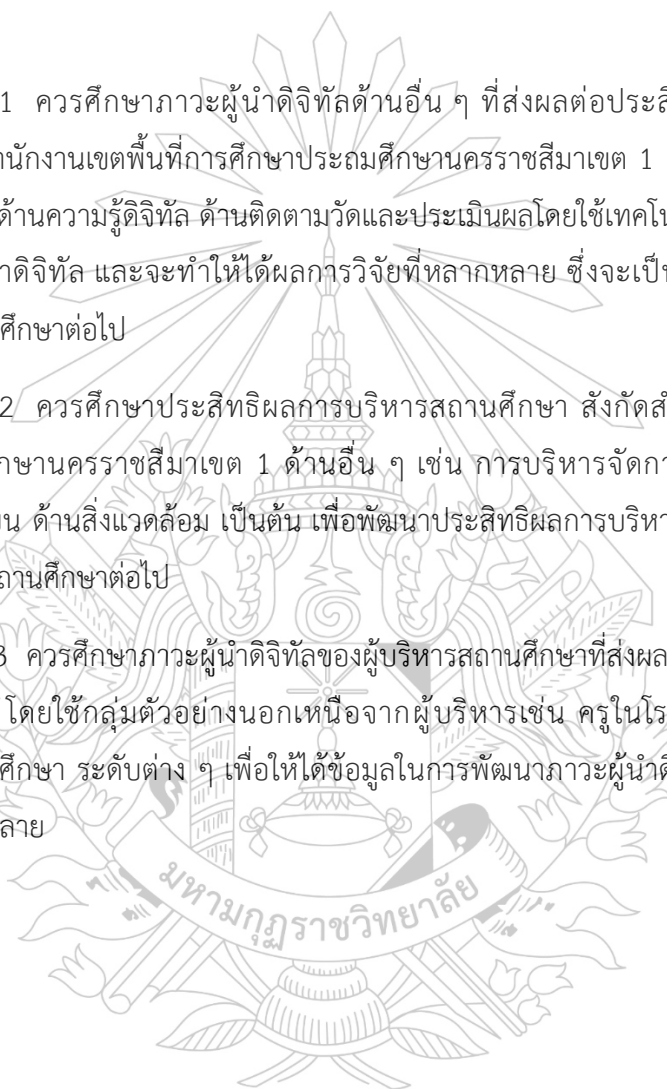 1 ควรศึกษาภาวะผู้นำดิจิทัลด้านอื่น ๆ ที่ส่งผลต่อประสิ
านักงานเขตพื้นที่การศึกษาประถมศึกษานครราชสีมาเขต 1
ด้านความรู้ดิจิทัล ด้านติดตามวัดและประเมินผลโดยใช้เทคโน
าดิจิทัล และจะทำให้ได้ผลการวิจัยที่หลากหลาย ซึ่งจะเป็น
ศึกษาต่อไป
2 ควรศึกษาประสิทธิผลการบริหารสถานศึกษา สังกัดสำ
กษานครราชสีมาเขต 1 ด้านอื่น ๆ เช่น การบริหารจัดกา
น ด้านสิ่งแวดล้อม เป็นต้น เพื่อพัฒนาประสิทธิผลการบริหา
ถานศึกษาต่อไป
3 ควรศึกษาภาวะผู้นำดิจิทัลของผู้บริหารสถานศึกษาที่ส่งผล
โดยใช้กลุ่มตัวอย่างนอกเหนือจากผู้บริหารเช่น ครูในโร
ศึกษา ระดับต่าง ๆ เพื่อให้ได้ข้อมูลในการพัฒนาภาวะผู้นำดิ
ลาย
มหามกุฏราชวิทยาลัย